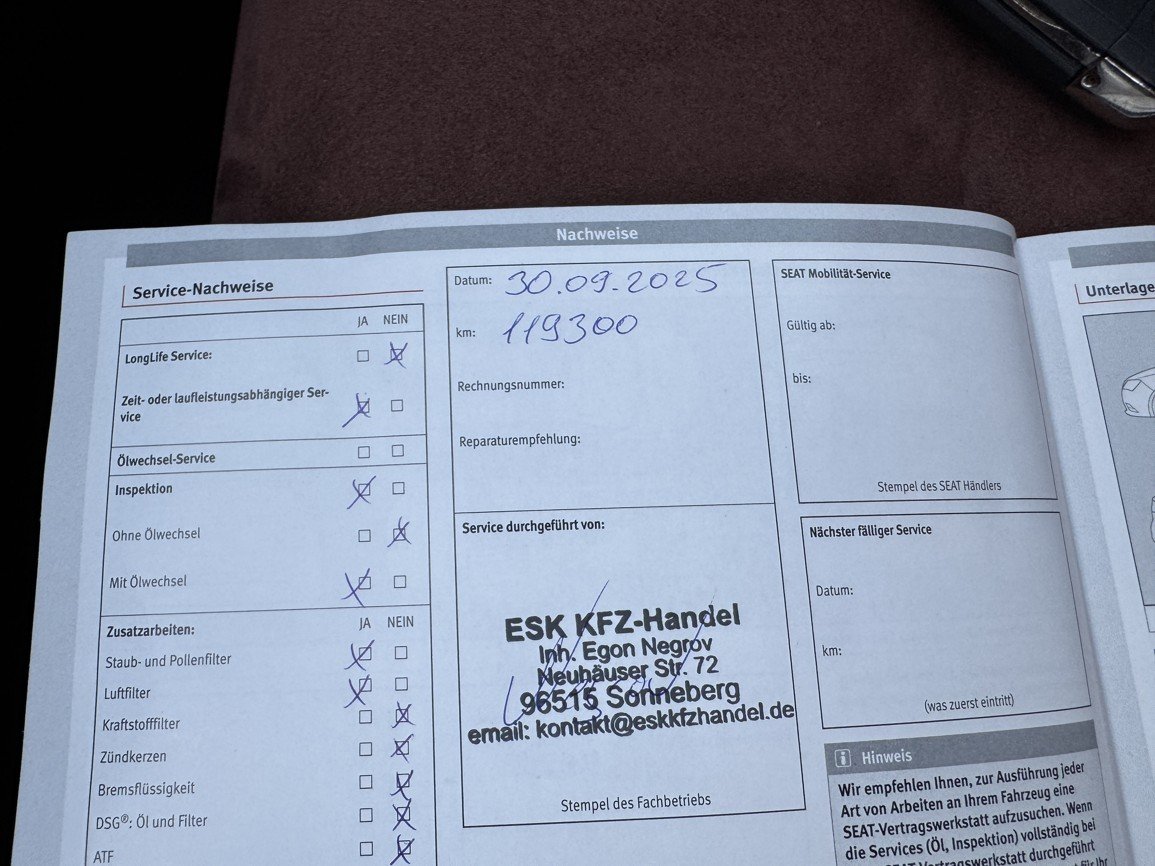 Nachweise
Service-Nachweise
JA NEIN
LongLife Service:
Zeit- oder laufleistungsabhängiger Ser-
vice
Ölwechsel-Service
Inspektion
Ohne Ölwechsel
Mit Ölwechsel
Zusatzarbeiten: JA NEIN
Staub- und Pollenfilter
Luftfilter
Kraftstofffilter
Zündkerzen
Bremsflüssigkeit
DSG®: Öl und Filter
ATF
Datum: 30.09.2025
km: 119300
Rechnungsnummer:
Reparaturempfehlung:
Service durchgeführt von:
ESK KFZ-Handel
Inh. Egon Negrov
Neuhäuser Str. 72
96515 Sonneberg
email: kontakt@eskkfzhandel.de
Stempel des Fachbetriebs
SEAT Mobilität-Service
Gültig ab:
bis:
Stempel des SEAT Händlers
Nächster fälliger Service
Datum:
km:
(was zuerst eintritt)
Hinweis
Wir empfehlen Ihnen, zur Ausführung jeder
Art von Arbeiten an Ihrem Fahrzeug eine
SEAT-Vertragswerkstatt aufzusuchen. Wenn
die Services (Öl, Inspektion) vollständig bei
durchgeführt
Unterlage